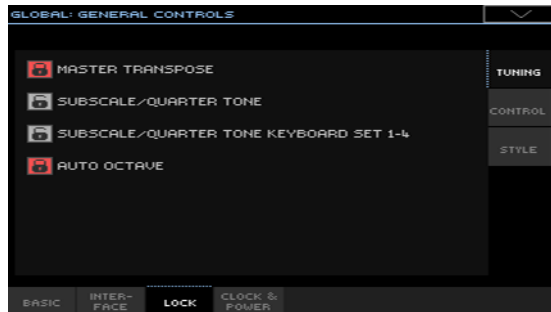 GLOBAL: GENERAL CONTROLS
MASTER TRANSPOSE
SUBSCALE/QUARTER TONE
SUBSCALE/QUARTER TONE KEYBOARD SET 1-4
AUTO OCTAVE
TUNING
CONTROL
STYLE
BASIC
INTER-
FACE
LOCK
CLOCK &
POWER